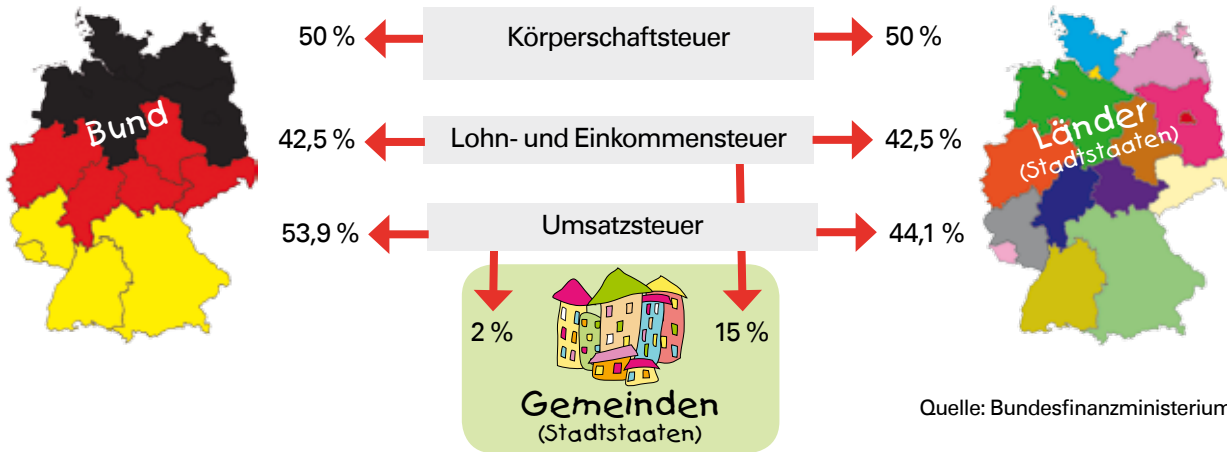 50 %
Körperschaftsteuer
50 %
Bund
42,5 %
Lohn- und Einkommensteuer
42,5 %
Länder
(Stadtstaaten)
53,9 %
Umsatzsteuer
44,1 %
2 %
15 %
Gemeinden
(Stadtstaaten)
Quelle: Bundesfinanzministerium